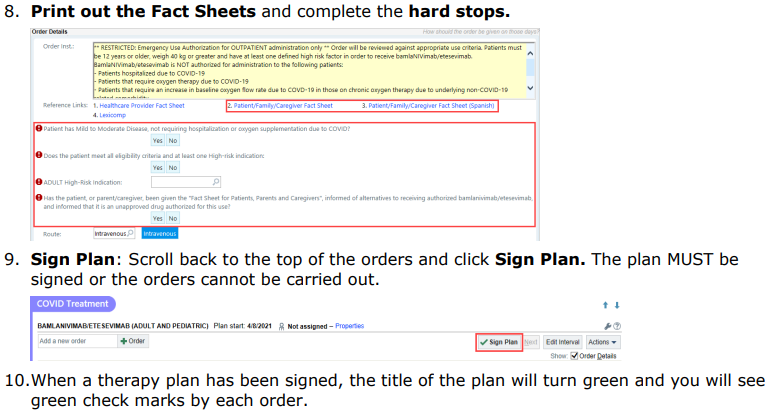 8. Print out the Fact Sheets and complete the hard stops.
Order Details
How should the order be given on those days?
Order Inst.:
** RESTRICTED: Emergency Use Authorization for OUTPATIENT administration only ** Order will be reviewed against appropriate use criteria. Patients must
be 12 years or older, weigh 40 kg or greater and have at least one defined high risk factor in order to receive bamlaNIVimab/etesevimab.
BamlaNIVimab/etesevimab is NOT authorized for administration to the following patients:
- Patients hospitalized due to COVID-19
- Patients that require oxygen therapy due to COVID-19
- Patients that require an increase in baseline oxygen flow rate due to COVID-19 in those on chronic oxygen therapy due to underlying non-COVID-19
Reference Links: 1. Healthcare Provider Fact Sheet 2. Patient/Family/Caregiver Fact Sheet 3. Patient/Family/Caregiver Fact Sheet (Spanish)
4. Lexicomp
Patient has Mild to Moderate Disease, not requiring hospitalization or oxygen supplementation due to COVID?
Yes No
Does the patient meet all eligibility criteria and at least one High-risk indication:
Yes No
ADULT High-Risk Indication:
Has the patient, or parent/caregiver, been given the "Fact Sheet for Patients, Parents and Caregivers", informed of alternatives to receiving authorized bamlanivimab/etesevimab,
and informed that it is an unapproved drug authorized for this use?
Yes No
Route: Intravenous Intravenous
9. Sign Plan: Scroll back to the top of the orders and click Sign Plan. The plan MUST be
signed or the orders cannot be carried out.
COVID Treatment
BAMLANIVIMAB/ETESEVIMAB (ADULT AND PEDIATRIC) Plan start: 4/8/2021 Not assigned – Properties
Add a new order + Order Sign Plan Edit Interval Actions
Show: Order Details
10. When a therapy plan has been signed, the title of the plan will turn green and you will see
green check marks by each order.